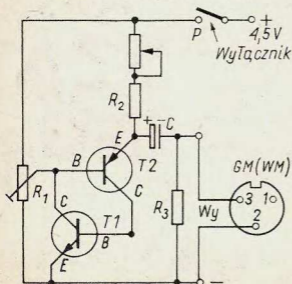 P
+
4,5V
Wyłącznik
R2
+ - C
E
B
T2
C
R1
C
T1
B
E
R3
Wy
GM(WM)
3
1
2
-